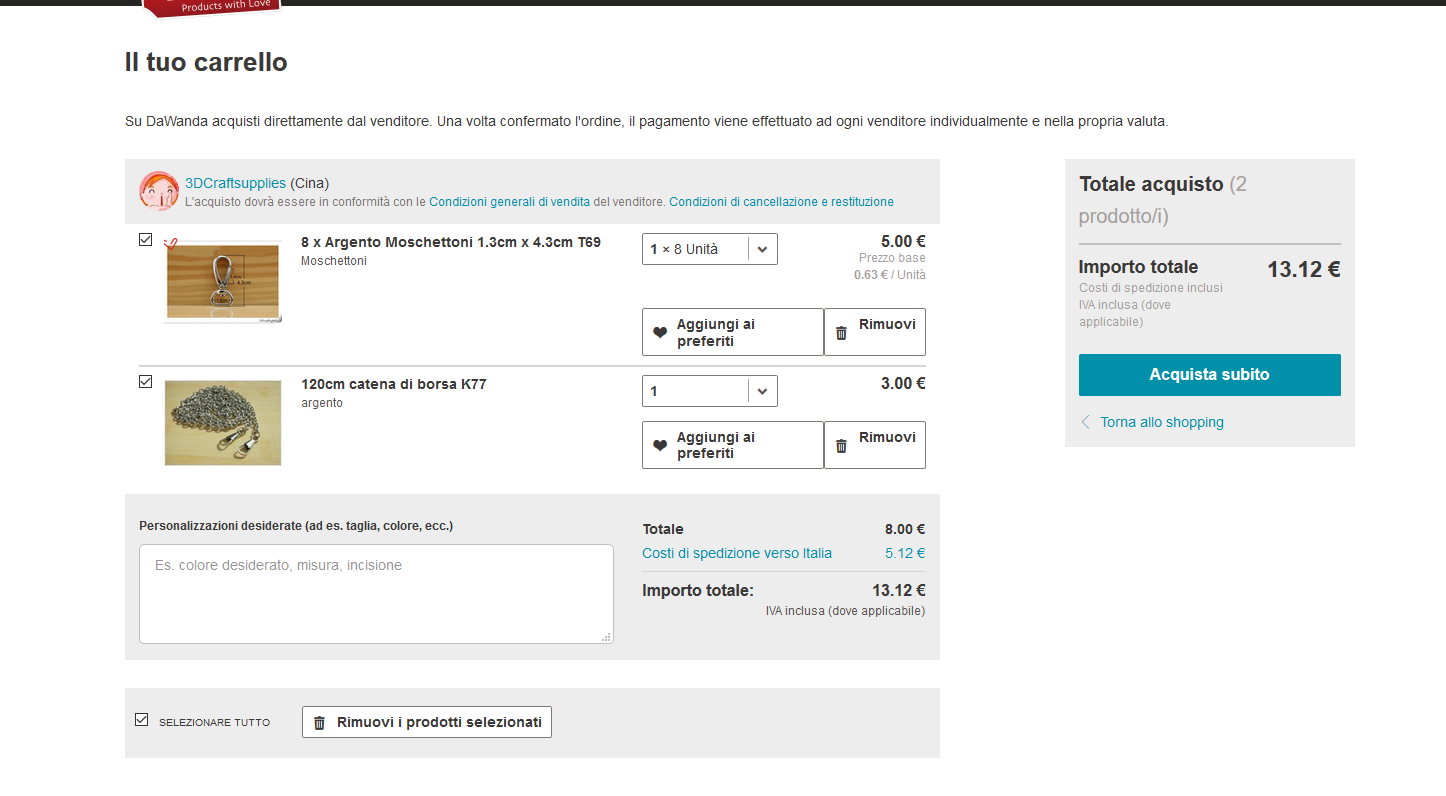 Products with Love
Il tuo carrello
Su DaWanda acquisti direttamente dal venditore. Una volta confermato l'ordine, il pagamento viene effettuato ad ogni venditore individualmente e nella propria valuta.
3DCraftsupplies (Cina)
L'acquisto dovrà essere in conformità con le Condizioni generali di vendita del venditore. Condizioni di cancellazione e restituzione
8 x Argento Moschettoni 1.3cm x 4.3cm T69
Moschettoni
1 × 8 Unità
5.00 €
Prezzo base
0.63 € / Unità
Aggiungi ai
preferiti
Rimuovi
120cm catena di borsa K77
argento
1
3.00 €
Aggiungi ai
preferiti
Rimuovi
Personalizzazioni desiderate (ad es. taglia, colore, ecc.)
Es. colore desiderato, misura, incisione
Totale 8.00 €
Costi di spedizione verso Italia 5.12 €
Importo totale: 13.12 €
IVA inclusa (dove applicabile)
SELEZIONARE TUTTO
Rimuovi i prodotti selezionati
Totale acquisto (2
prodotto/i)
Importo totale 13.12 €
Costi di spedizione inclusi
IVA inclusa (dove
applicabile)
Acquista subito
Torna allo shopping